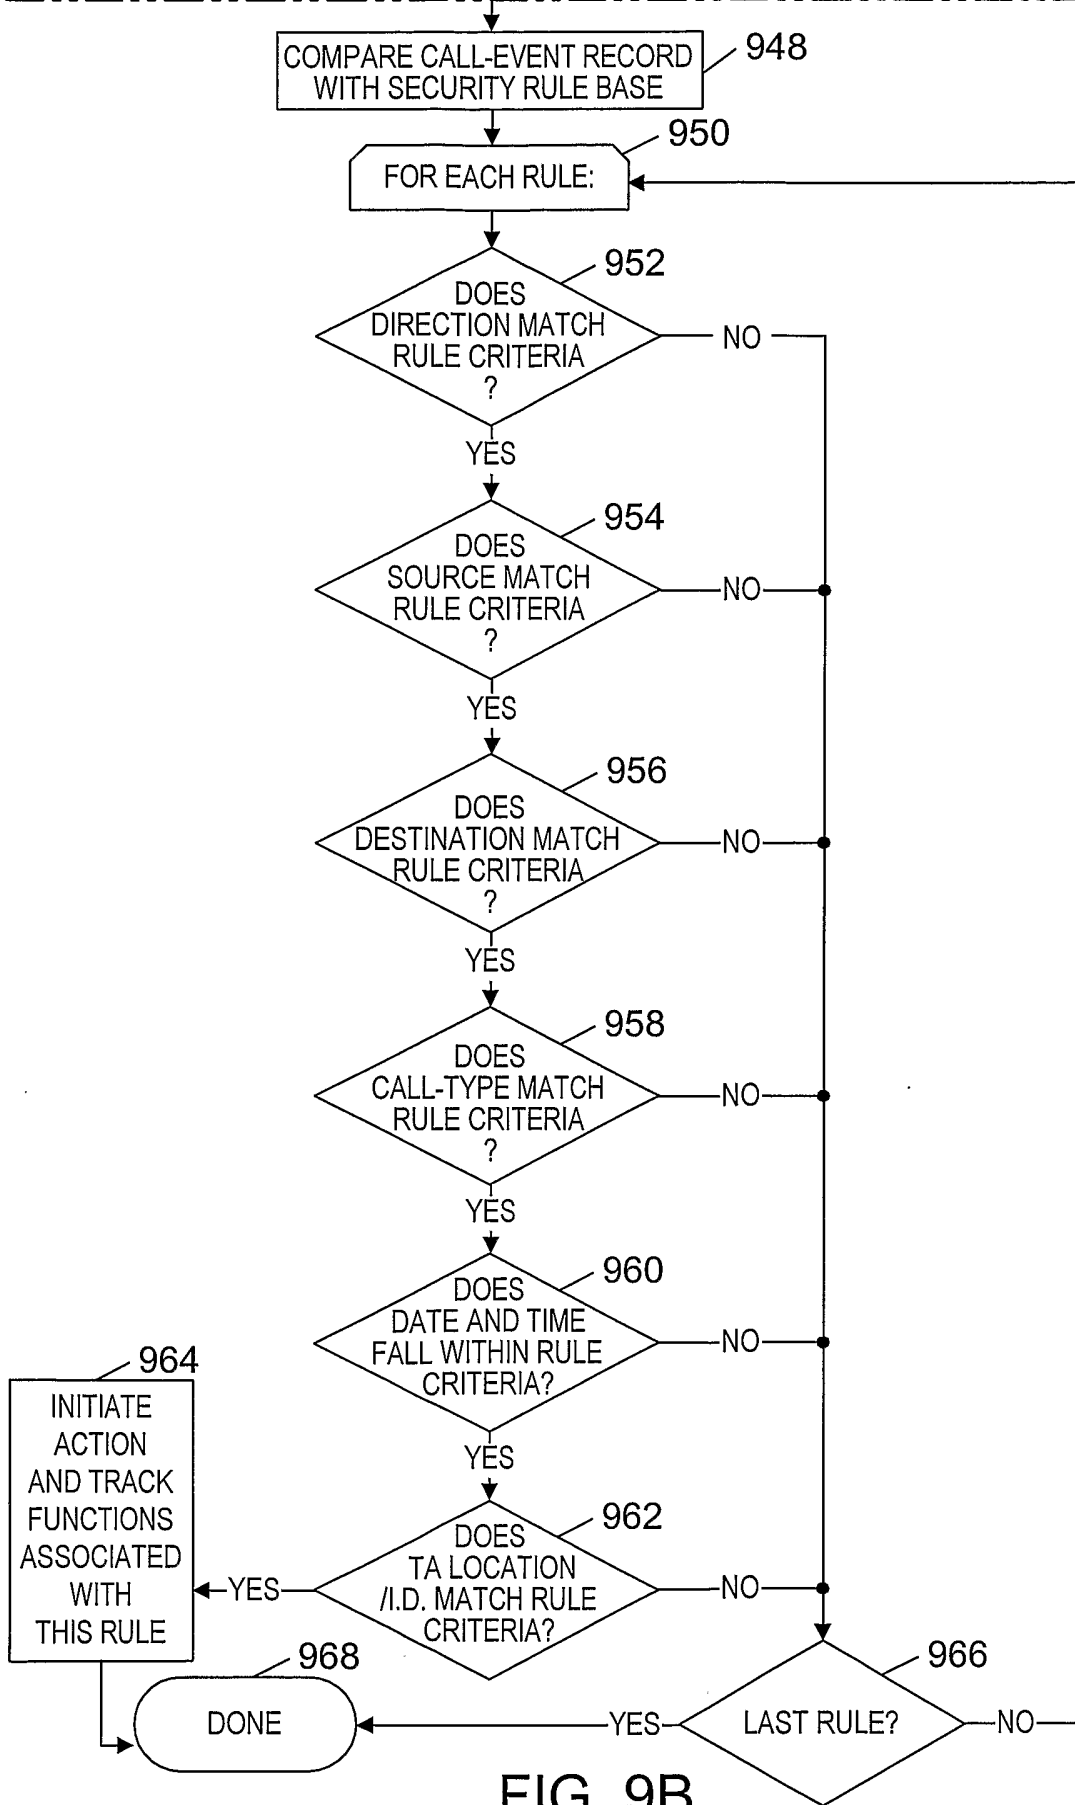 COMPARE CALL-EVENT RECORD
WITH SECURITY RULE BASE
948
950
FOR EACH RULE:
952
DOES
DIRECTION MATCH
RULE CRITERIA
?
NO
YES
954
DOES
SOURCE MATCH
RULE CRITERIA
?
NO
YES
956
DOES
DESTINATION MATCH
RULE CRITERIA
?
NO
YES
958
DOES
CALL-TYPE MATCH
RULE CRITERIA
?
NO
YES
960
DOES
DATE AND TIME
FALL WITHIN RULE
CRITERIA?
NO
YES
964
INITIATE
ACTION
AND TRACK
FUNCTIONS
ASSOCIATED
WITH
THIS RULE
962
DOES
TA LOCATION
/I.D. MATCH RULE
CRITERIA?
YES
NO
968
DONE
966
LAST RULE?
YES
NO
FIG. 9B